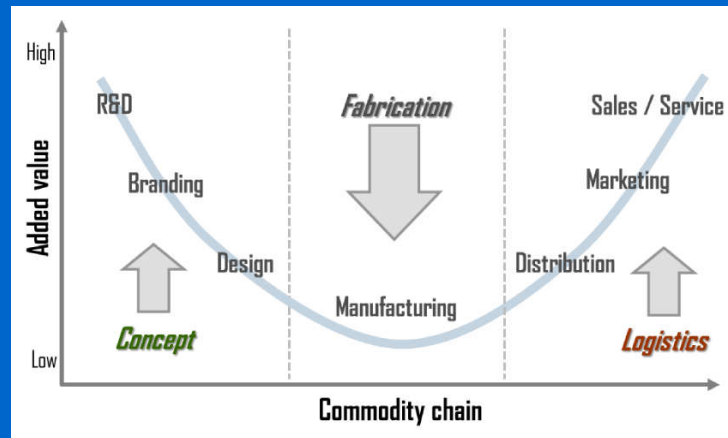 High
R&D
Fabrication
Sales / Service
Branding
Marketing
Added value
Design
Distribution
Manufacturing
Concept
Logistics
Low
Commodity chain